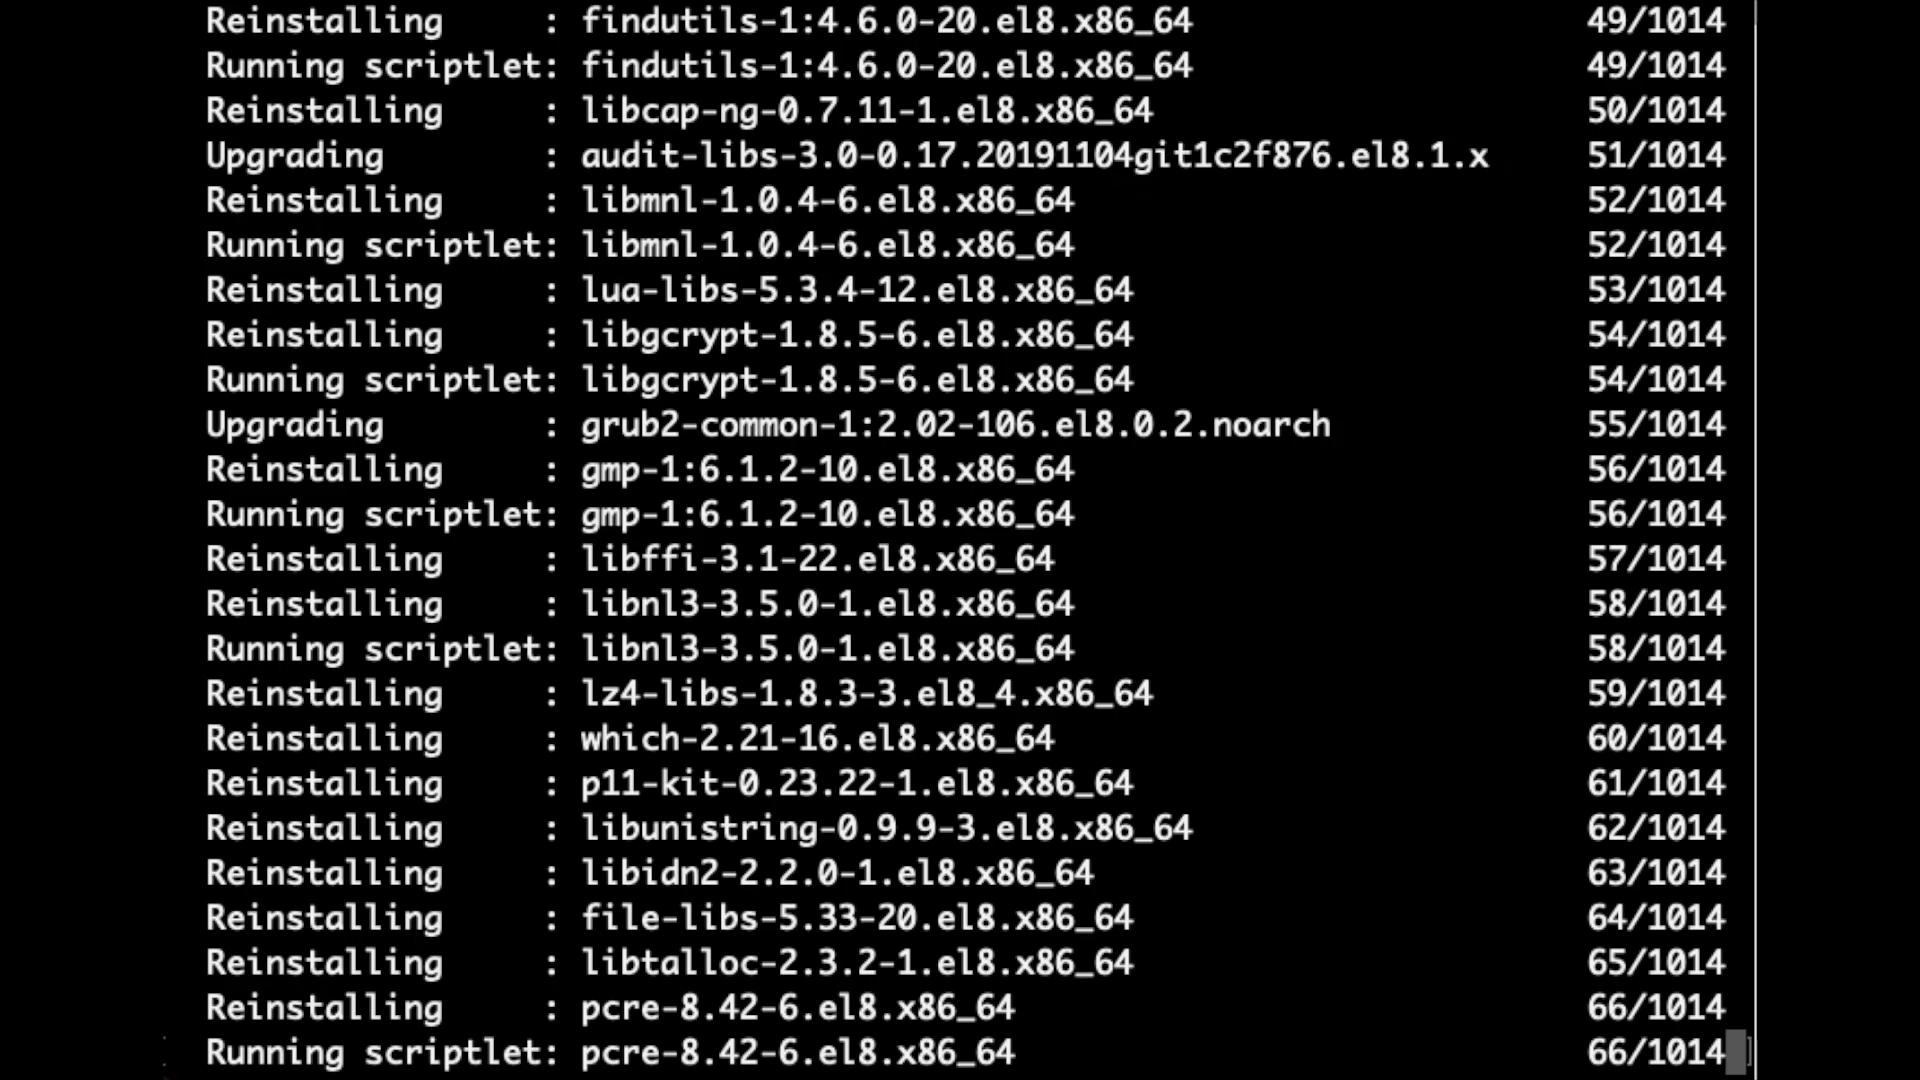 Reinstalling     : findutils-1:4.6.0-20.el8.x86_64                    49/1014
Running scriptlet: findutils-1:4.6.0-20.el8.x86_64                    49/1014
Reinstalling     : libcap-ng-0.7.11-1.el8.x86_64                      50/1014
Upgrading        : audit-libs-3.0-0.17.20191104git1c2f876.el8.1.x     51/1014
Reinstalling     : libmnl-1.0.4-6.el8.x86_64                          52/1014
Running scriptlet: libmnl-1.0.4-6.el8.x86_64                          52/1014
Reinstalling     : lua-libs-5.3.4-12.el8.x86_64                       53/1014
Reinstalling     : libgcrypt-1.8.5-6.el8.x86_64                       54/1014
Running scriptlet: libgcrypt-1.8.5-6.el8.x86_64                       54/1014
Upgrading        : grub2-common-1:2.02-106.el8.0.2.noarch             55/1014
Reinstalling     : gmp-1:6.1.2-10.el8.x86_64                          56/1014
Running scriptlet: gmp-1:6.1.2-10.el8.x86_64                          56/1014
Reinstalling     : libffi-3.1-22.el8.x86_64                           57/1014
Reinstalling     : libnl3-3.5.0-1.el8.x86_64                          58/1014
Running scriptlet: libnl3-3.5.0-1.el8.x86_64                          58/1014
Reinstalling     : lz4-libs-1.8.3-3.el8_4.x86_64                      59/1014
Reinstalling     : which-2.21-16.el8.x86_64                           60/1014
Reinstalling     : p11-kit-0.23.22-1.el8.x86_64                       61/1014
Reinstalling     : libunistring-0.9.9-3.el8.x86_64                    62/1014
Reinstalling     : libidn2-2.2.0-1.el8.x86_64                         63/1014
Reinstalling     : file-libs-5.33-20.el8.x86_64                       64/1014
Reinstalling     : libtalloc-2.3.2-1.el8.x86_64                       65/1014
Reinstalling     : pcre-8.42-6.el8.x86_64                             66/1014
Running scriptlet: pcre-8.42-6.el8.x86_64                             66/1014